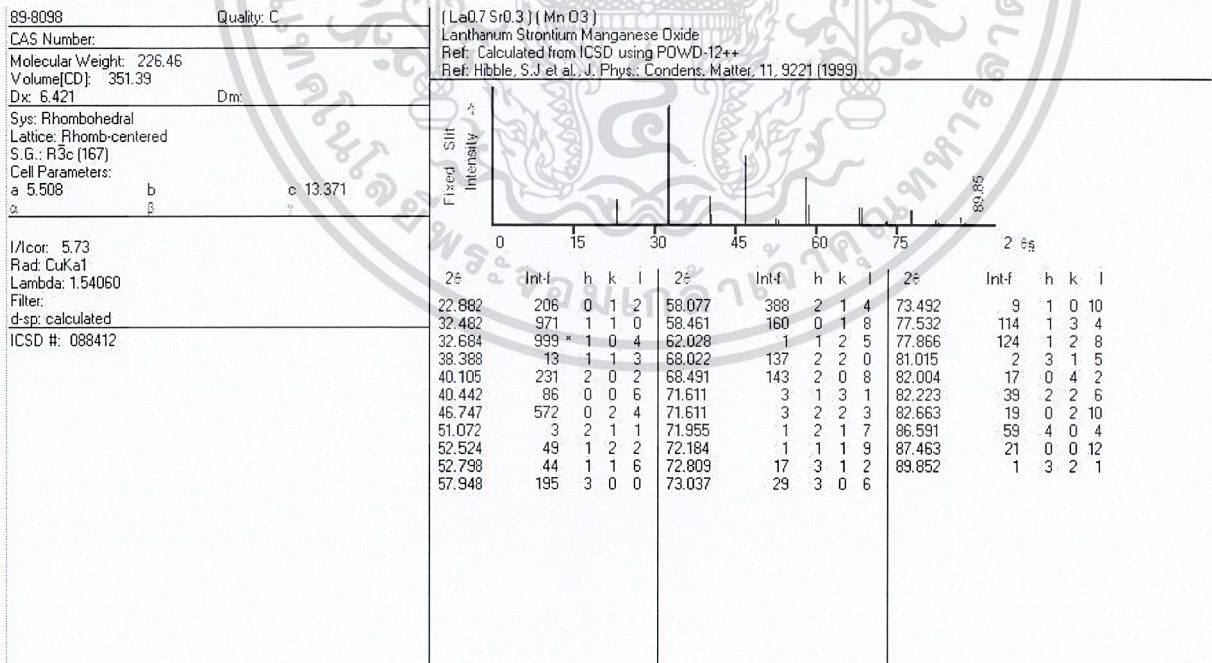 89-8098 Quality: C
CAS Number:
Molecular Weight: 226.46
Volume[CD]: 351.39
Dx: 6.421 Dm:
Sys: Rhombohedral
Lattice: Rhomb-centered
S.G.: R3̅c (167)
Cell Parameters:
a 5.508 b c 13.371
α β γ
I/Icor: 5.73
Rad: CuKa1
Lambda: 1.54060
Filter:
d-sp: calculated
ICSD #: 088412
( La0.7 Sr0.3 ) ( Mn O3 )
Lanthanum Strontium Manganese Oxide
Ref: Calculated from ICSD using POWD-12++
Ref: Hibble, S.J et al., J. Phys.: Condens. Matter, 11, 9221 (1999)
Fixed Slit
Intensity
89.85
0 15 30 45 60 75 2
Int-f h k l
22.882 206 0 1 2
32.482 971 1 1 0
32.684 999 * 1 0 4
38.388 13 1 1 3
40.105 231 2 0 2
40.442 86 0 0 6
46.747 572 0 2 4
51.072 3 2 1 1
52.524 49 1 2 2
52.798 44 1 1 6
57.948 195 3 0 0
Int-f h k l
58.077 388 2 1 4
58.461 160 0 1 8
62.028 1 1 2 5
68.022 137 2 2 0
68.491 143 2 0 8
71.611 3 1 3 1
71.611 3 2 2 3
71.955 1 2 1 7
72.184 1 1 1 9
72.809 17 3 1 2
73.037 29 3 0 6
Int-f h k l
73.492 9 1 0 10
77.532 114 1 3 4
77.866 124 1 2 8
81.015 2 3 1 5
82.004 17 0 4 2
82.223 39 2 2 6
82.663 19 0 2 10
86.591 59 4 0 4
87.463 21 0 0 12
89.852 1 3 2 1